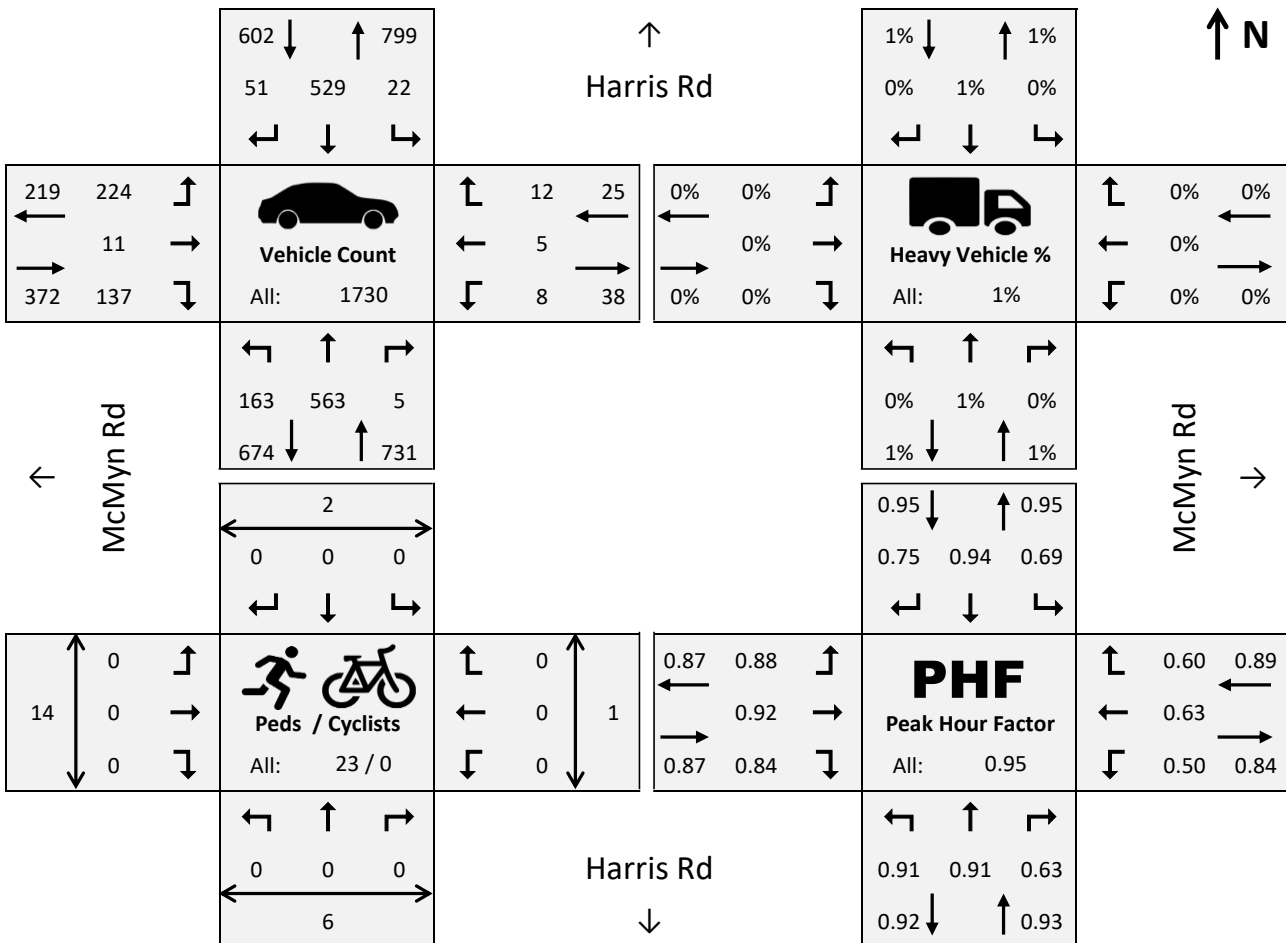 602 799
51 529 22
Harris Rd
1% 1%
0% 1% 0%
N
219 224
11
372 137
Vehicle Count
All: 1730
12 25
5
8 38
0% 0%
0%
0% 0%
Heavy Vehicle %
All: 1%
0% 0%
0%
0% 0%
163 563 5
674 731
0% 1% 0%
1% 1%
McMyn Rd
McMyn Rd
2
0 0 0
0.95 0.95
0.75 0.94 0.69
0
14 0
0
Peds / Cyclists
All: 23 / 0
0
0 1
0
0.87 0.88
0.92
0.87 0.84
PHF
Peak Hour Factor
All: 0.95
0.60 0.89
0.63
0.50 0.84
0 0 0
6
Harris Rd
0.91 0.91 0.63
0.92 0.93